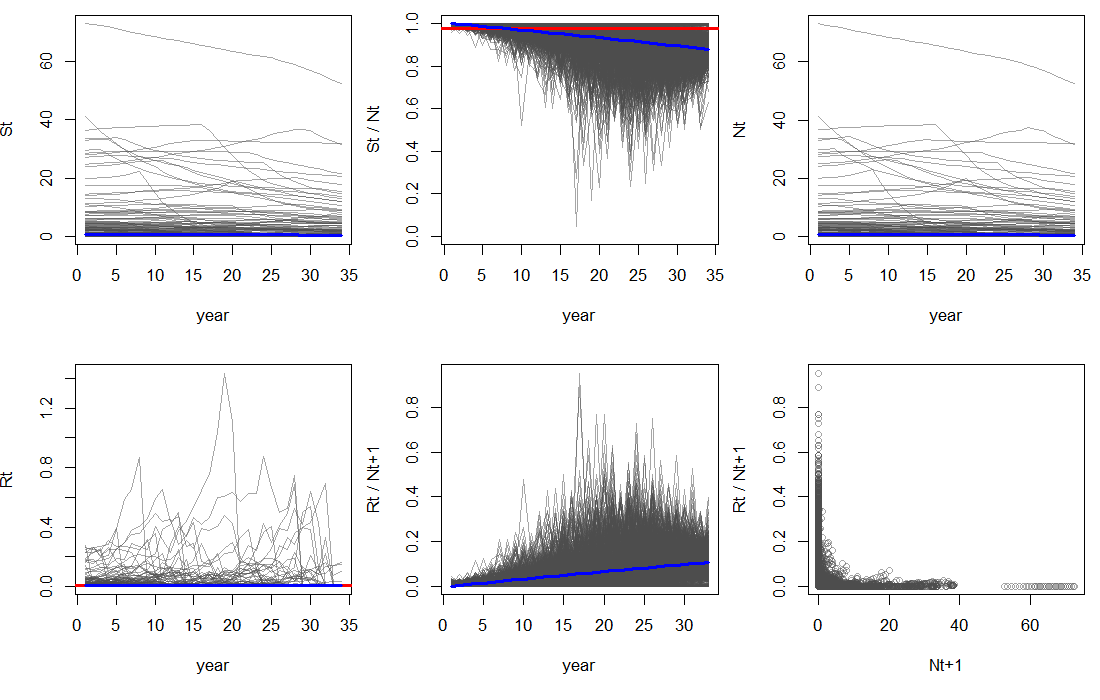 St
0 20 40 60
0 5 10 15 20 25 30 35
year
St / Nt
0.0 0.2 0.4 0.6 0.8 1.0
0 5 10 15 20 25 30 35
year
Nt
0 20 40 60
0 5 10 15 20 25 30 35
year
Rt
0.0 0.4 0.8 1.2
0 5 10 15 20 25 30 35
year
Rt / Nt+1
0.0 0.2 0.4 0.6 0.8
0 5 10 15 20 25 30
year
Rt / Nt+1
0.0 0.2 0.4 0.6 0.8
0 20 40 60
Nt+1